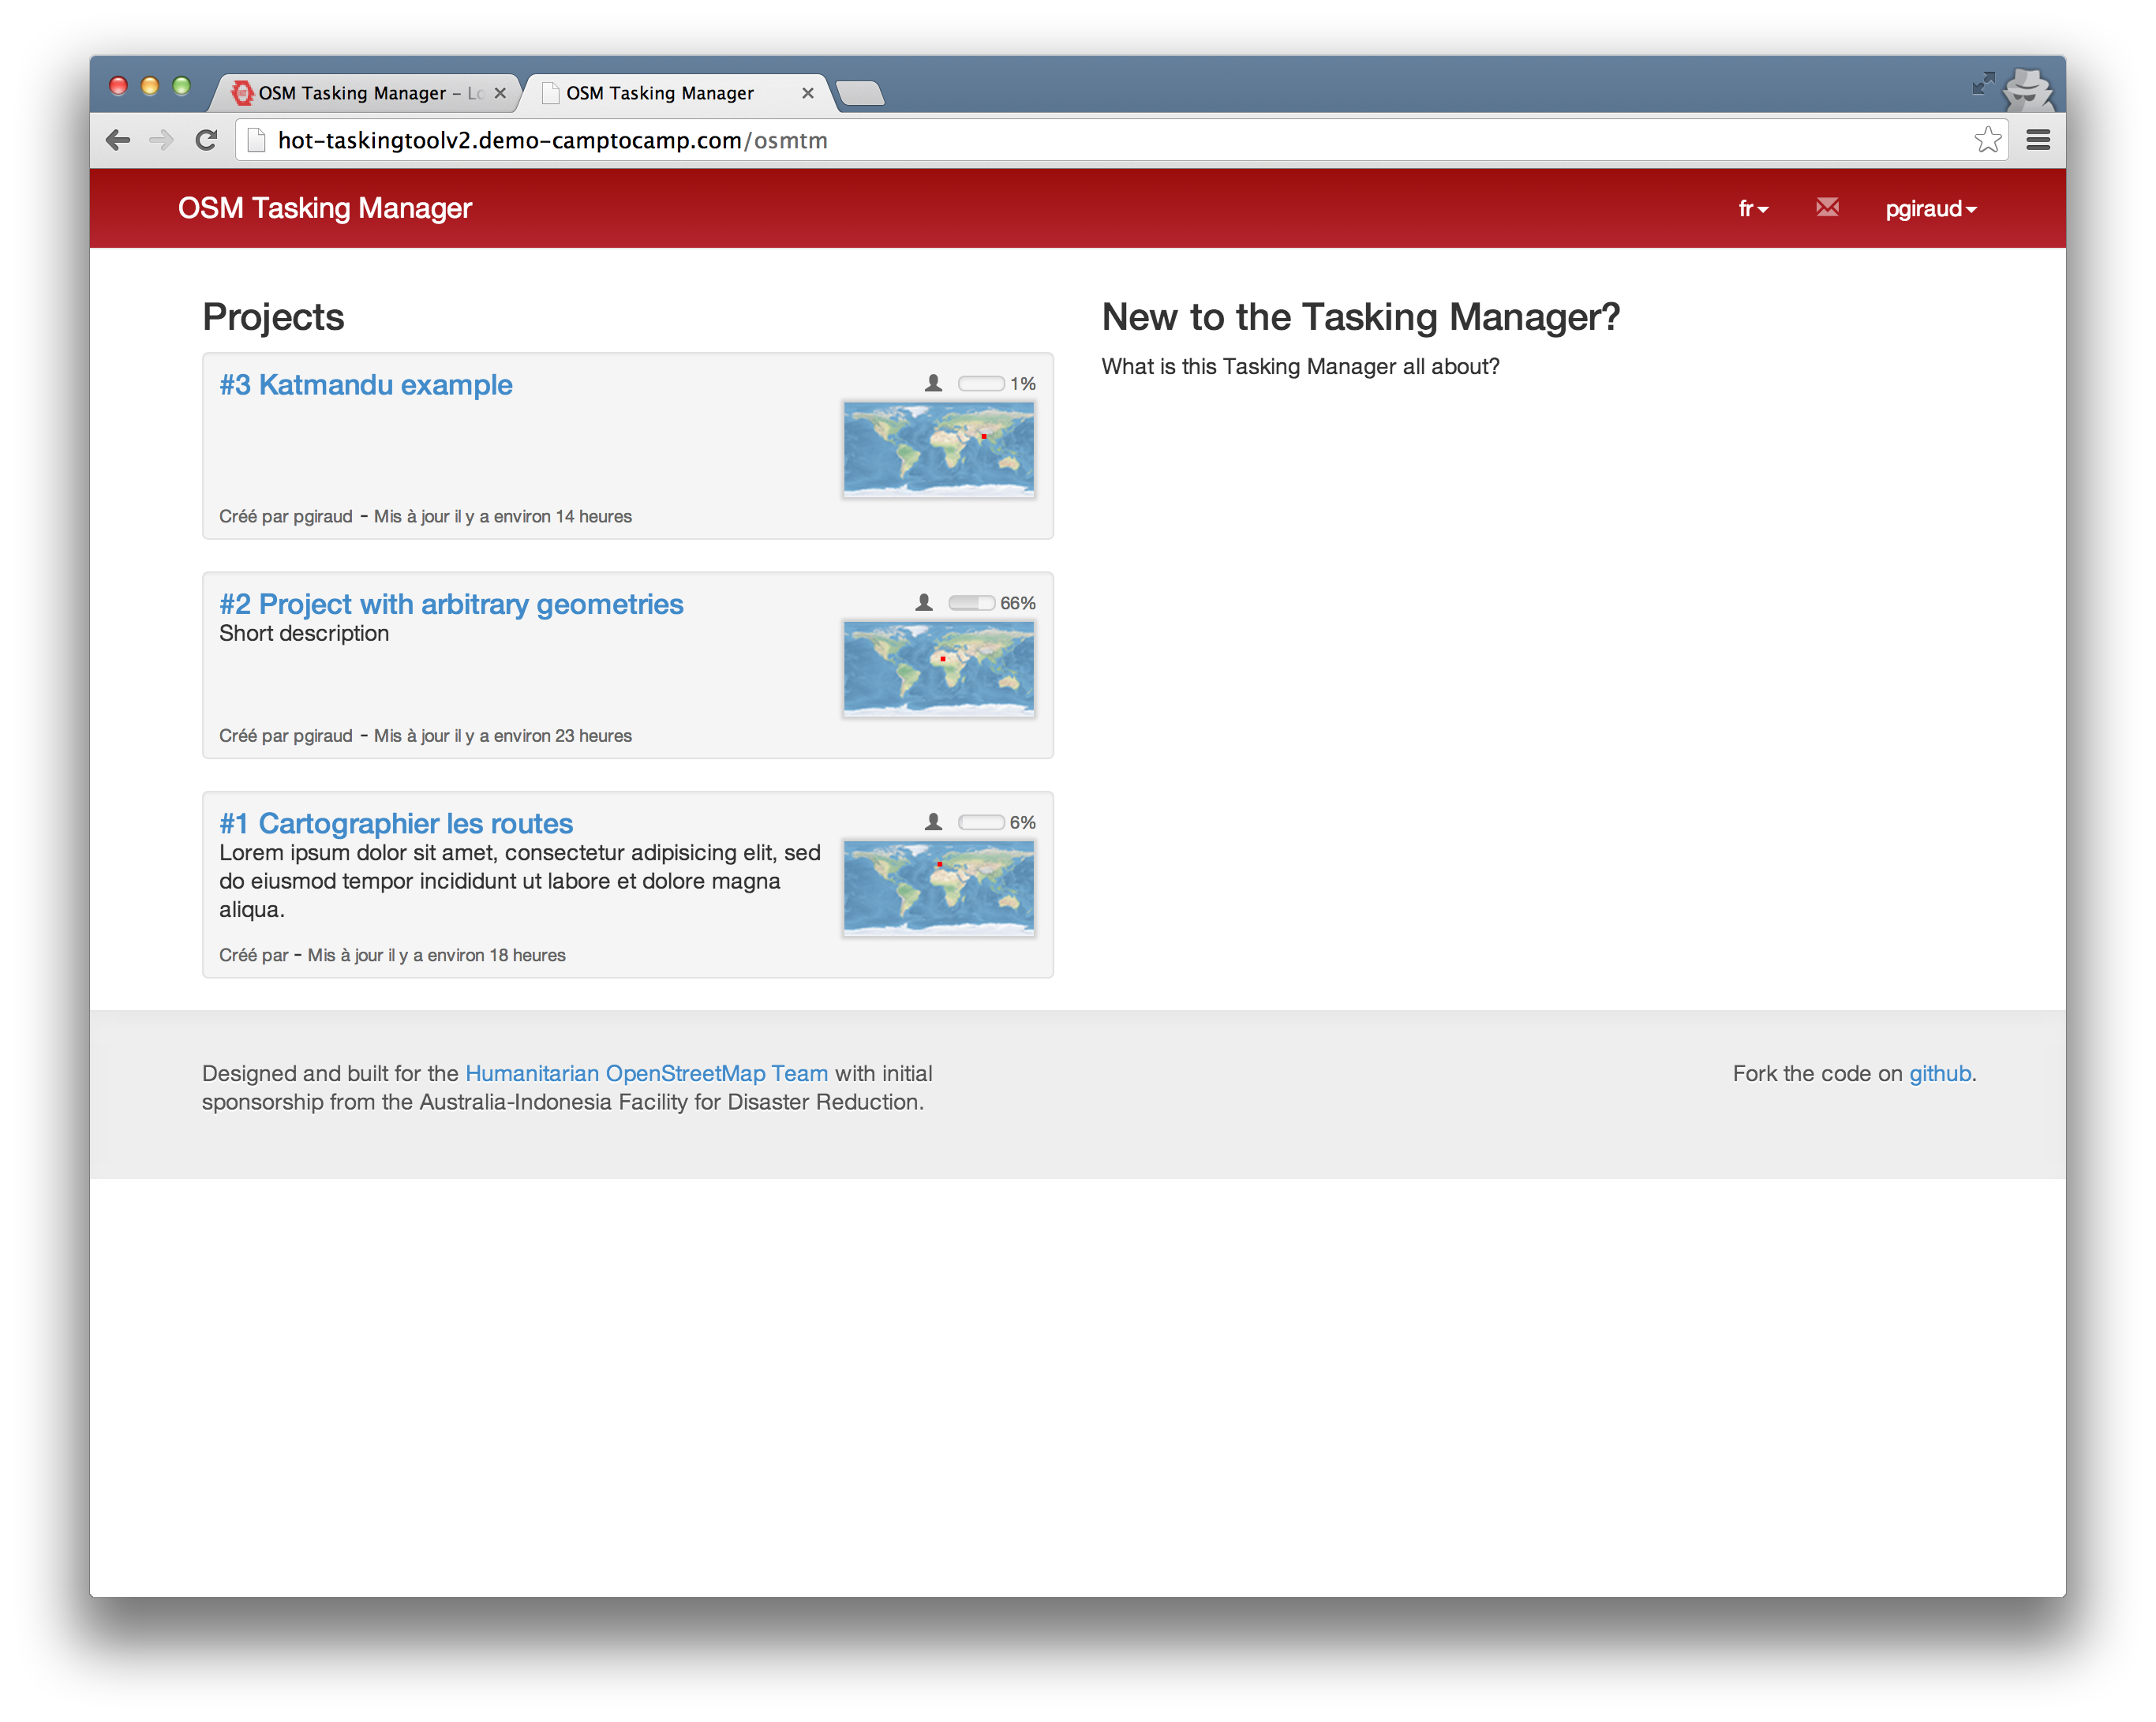 OSM Tasking Manager – Lo
OSM Tasking Manager
hot-taskingtoolv2.demo-camptocamp.com/osmtm
OSM Tasking Manager
fr
pgiraud
Projects
#3 Katmandu example
1%
Créé par pgiraud - Mis à jour il y a environ 14 heures
#2 Project with arbitrary geometries
66%
Short description
Créé par pgiraud - Mis à jour il y a environ 23 heures
#1 Cartographier les routes
6%
Lorem ipsum dolor sit amet, consectetur adipisicing elit, sed
do eiusmod tempor incididunt ut labore et dolore magna
aliqua.
Créé par - Mis à jour il y a environ 18 heures
New to the Tasking Manager?
What is this Tasking Manager all about?
Designed and built for the Humanitarian OpenStreetMap Team with initial
sponsorship from the Australia-Indonesia Facility for Disaster Reduction.
Fork the code on github.